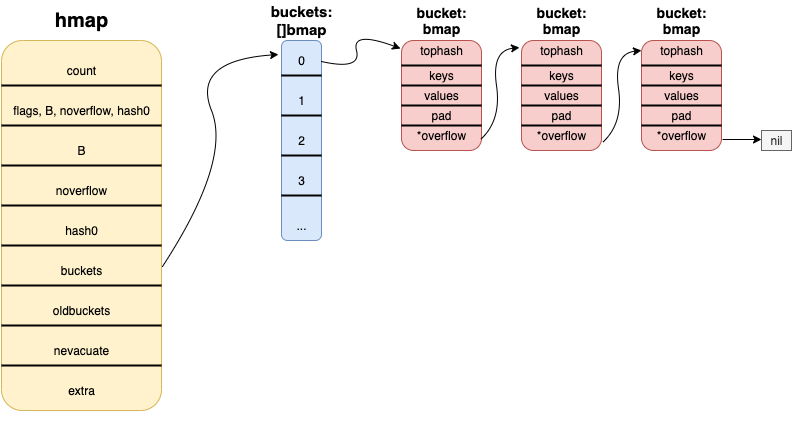 hmap
count
flags, B, noverflow, hash0
B
noverflow
hash0
buckets
oldbuckets
nevacuate
extra
buckets:
[]bmap
0
1
2
3
...
bucket:
bmap
tophash
keys
values
pad
*overflow
bucket:
bmap
tophash
keys
values
pad
*overflow
bucket:
bmap
tophash
keys
values
pad
*overflow
nil